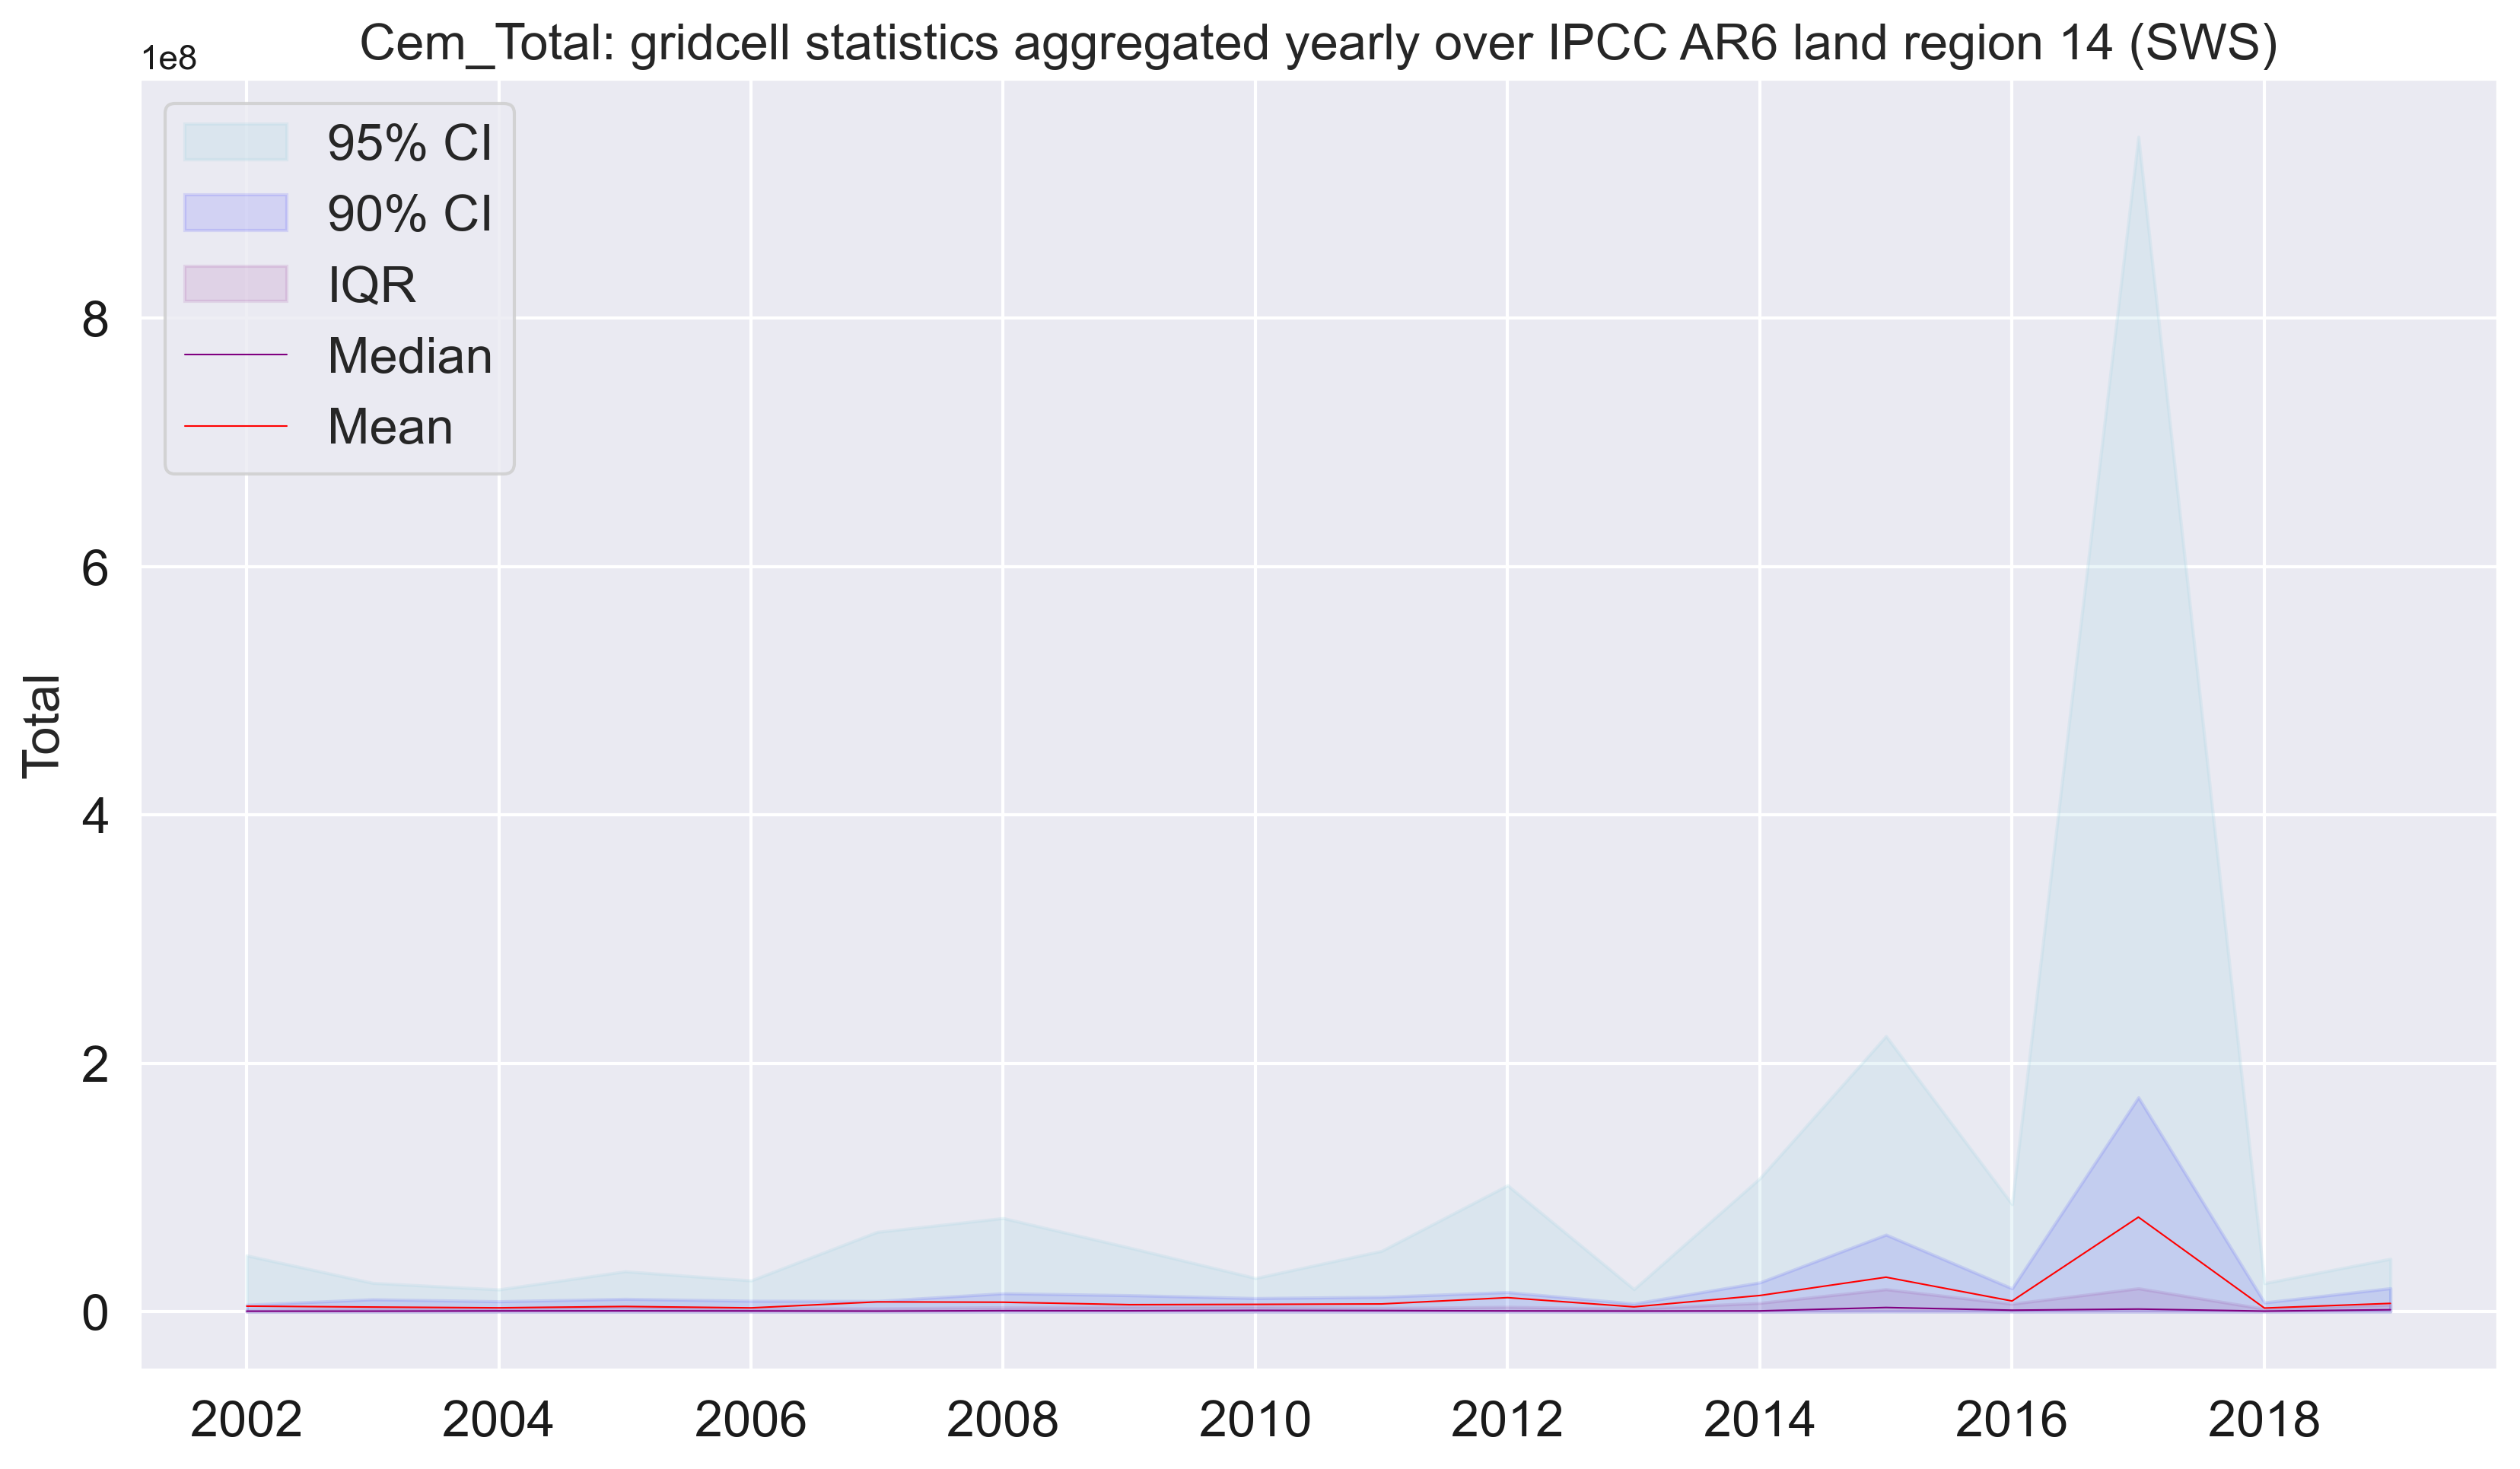 Cem_Total: gridcell statistics aggregated yearly over IPCC AR6 land region 14 (SWS)
1e8
95% CI
90% CI
IQR
Median
Mean
8
6
4
2
0
Total
2002 2004 2006 2008 2010 2012 2014 2016 2018